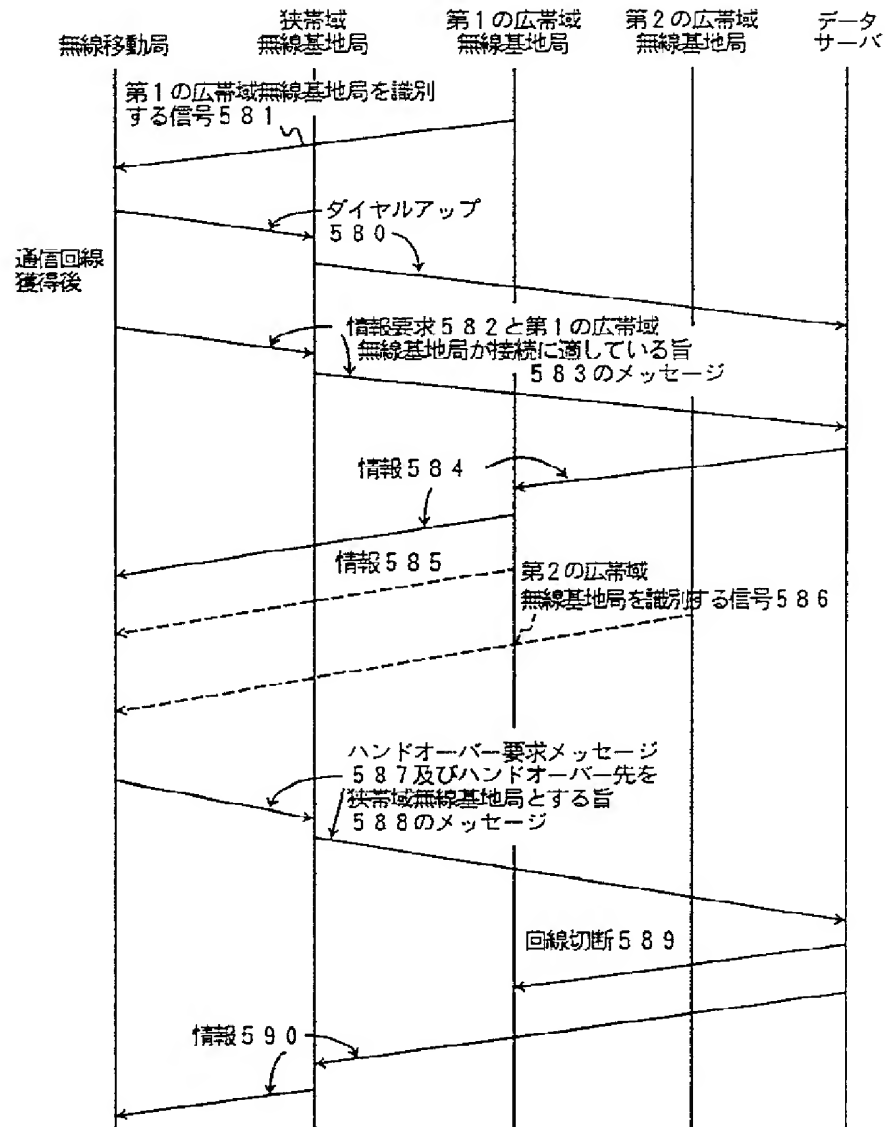 無線移動局
狭帯域
無線基地局
第1の広帯域
無線基地局
第2の広帯域
無線基地局
データ
サーバ
第1の広帯域無線基地局を識別
する信号581
ダイヤルアップ
580
通信回線
獲得後
情報要求582と第1の広帯域
無線基地局が接続に適している旨
583のメッセージ
情報584
情報585
第2の広帯域
無線基地局を識別する信号586
ハンドオーバー要求メッセージ
587及びハンドオーバー先を
狭帯域無線基地局とする旨
588のメッセージ
回線切断589
情報590